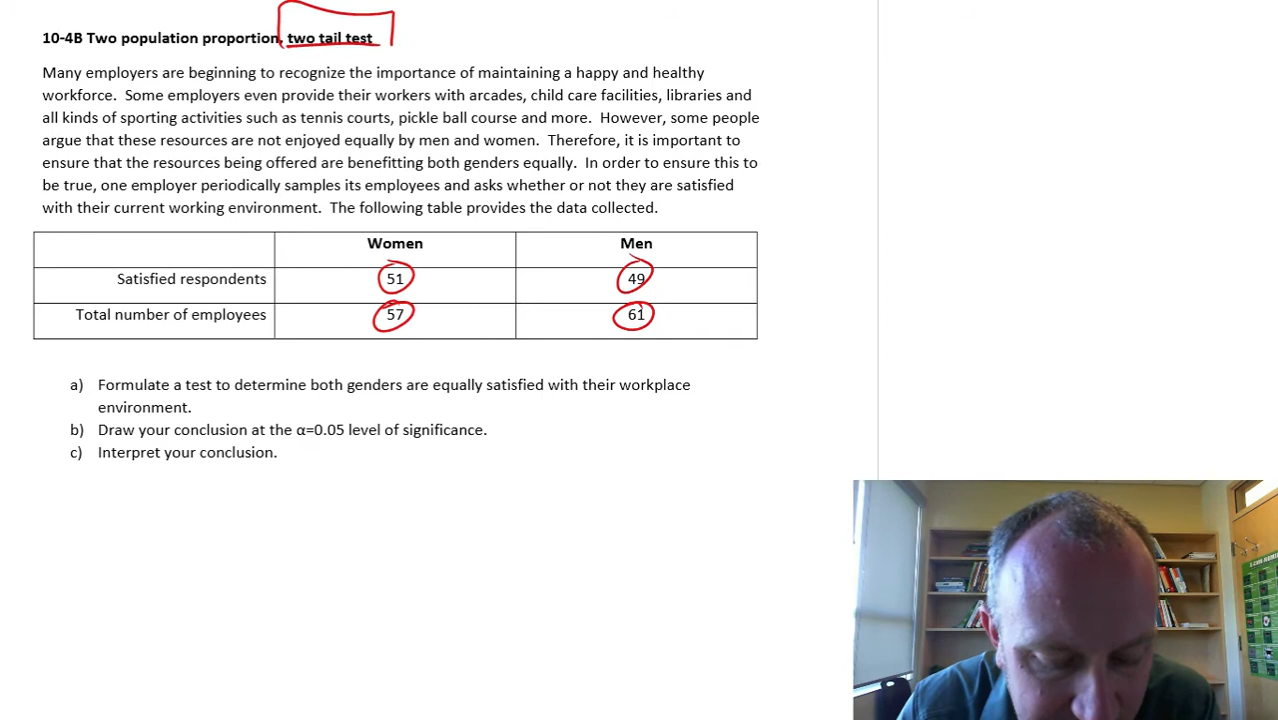 10-4B Two population proportion, two tail test
Many employers are beginning to recognize the importance of maintaining a happy and healthy
workforce. Some employers even provide their workers with arcades, child care facilities, libraries and
all kinds of sporting activities such as tennis courts, pickle ball course and more. However, some people
argue that these resources are not enjoyed equally by men and women. Therefore, it is important to
ensure that the resources being offered are benefitting both genders equally. In order to ensure this to
be true, one employer periodically samples its employees and asks whether or not they are satisfied
with their current working environment. The following table provides the data collected.
Women Men
Satisfied respondents 51 49
Total number of employees 57 61
a) Formulate a test to determine both genders are equally satisfied with their workplace
environment.
b) Draw your conclusion at the α=0.05 level of significance.
c) Interpret your conclusion.